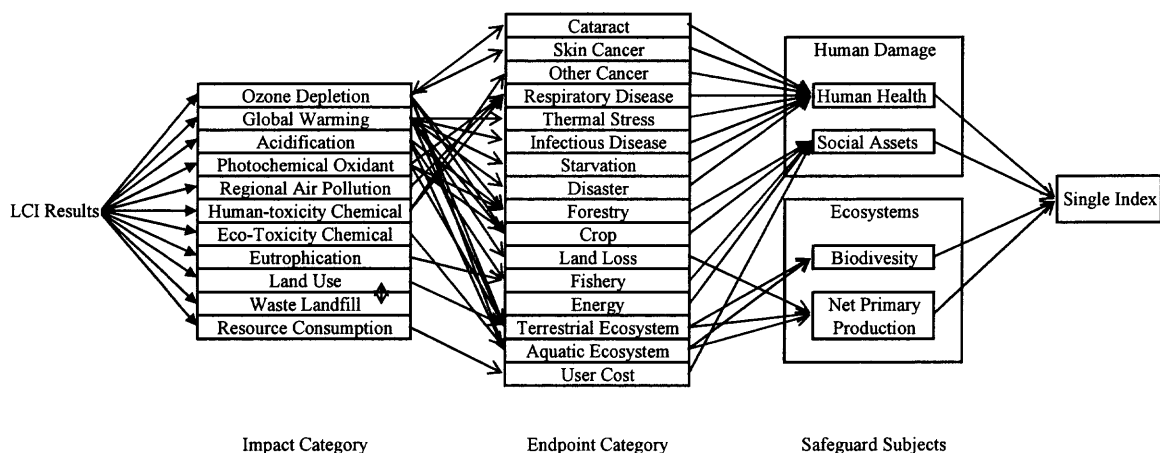 LCI Results
Ozone Depletion
Global Warming
Acidification
Photochemical Oxidant
Regional Air Pollution
Human-toxicity Chemical
Eco-Toxicity Chemical
Eutrophication
Land Use
Waste Landfill
Resource Consumption
Impact Category
Cataract
Skin Cancer
Other Cancer
Respiratory Disease
Thermal Stress
Infectious Disease
Starvation
Disaster
Forestry
Crop
Land Loss
Fishery
Energy
Terrestrial Ecosystem
Aquatic Ecosystem
User Cost
Endpoint Category
Human Damage
Human Health
Social Assets
Ecosystems
Biodivesity
Net Primary
Production
Safeguard Subjects
Single Index